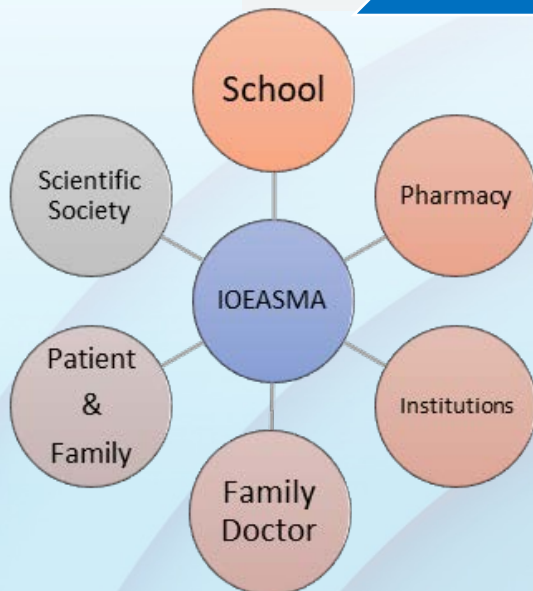 School
Scientific
Society
Pharmacy
IOEASMA
Patient
&
Family
Institutions
Family
Doctor